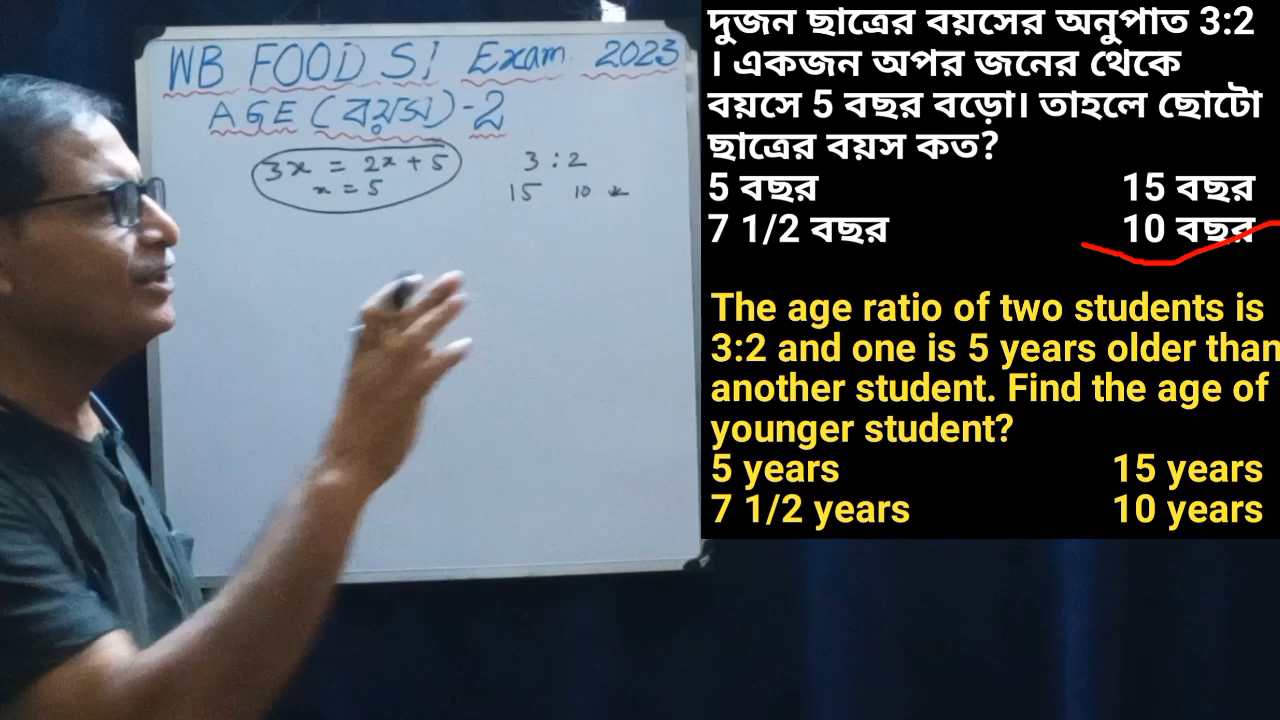 WB FOOD SI Exam 2023
AGE (বয়স)-2
3x = 2x + 5
x = 5
3 : 2
15 10
দুজন ছাত্রের বয়সের অনুপাত 3:2
। একজন অপর জনের থেকে
বয়সে 5 বছর বড়ো। তাহলে ছোটো
ছাত্রের বয়স কত?
5 বছর 15 বছর
7 1/2 বছর 10 বছর
The age ratio of two students is
3:2 and one is 5 years older than
another student. Find the age of
younger student?
5 years 15 years
7 1/2 years 10 years